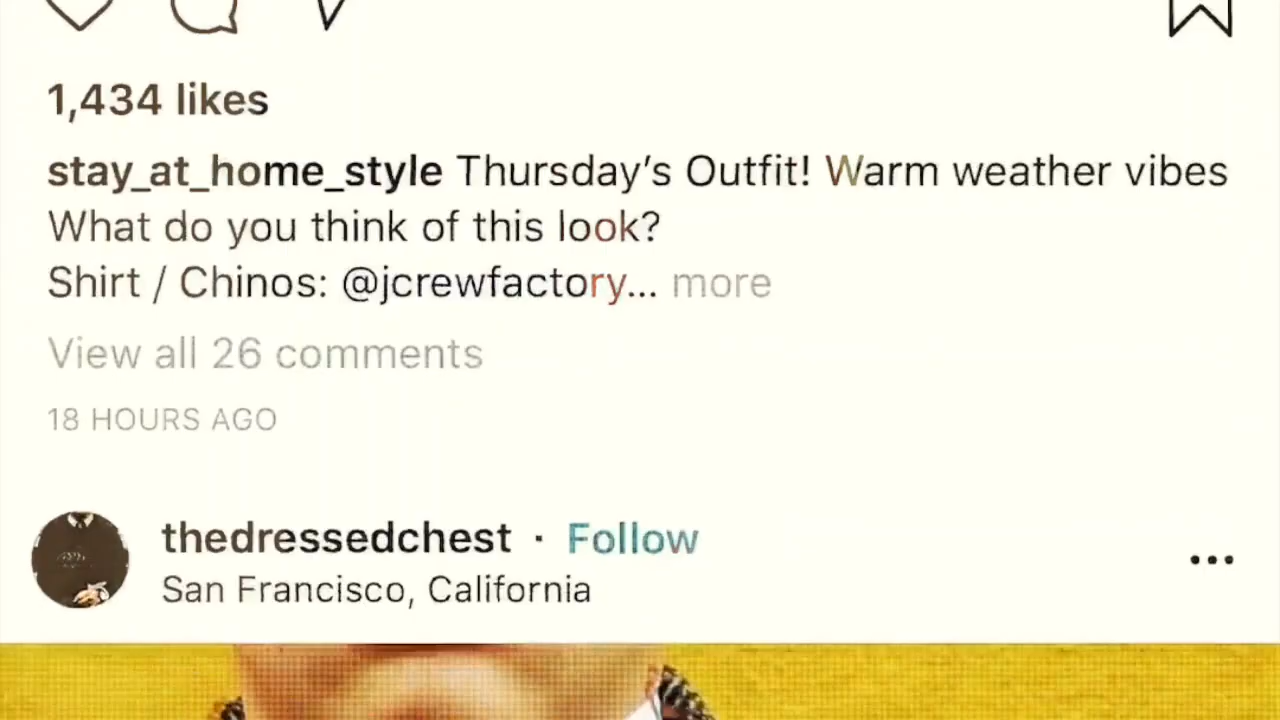 1,434 likes
stay_at_home_style Thursday's Outfit! Warm weather vibes
What do you think of this look?
Shirt / Chinos: @jcrewfactory... more
View all 26 comments
18 HOURS AGO
thedressedchest · Follow
San Francisco, California